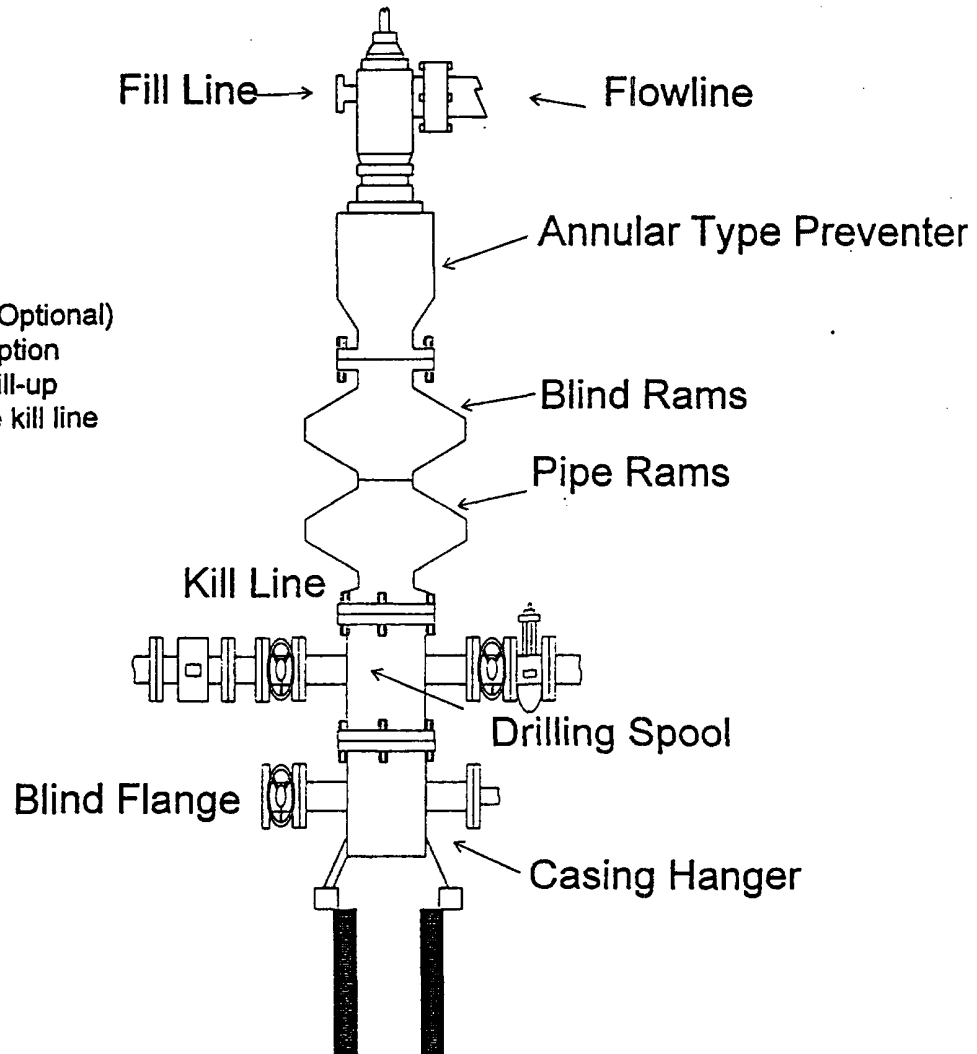 Fill Line
Flowline
Annular Type Preventer
Optional)
ption
ill-up
kill line
Blind Rams
Pipe Rams
Kill Line
Drilling Spool
Blind Flange
Casing Hanger